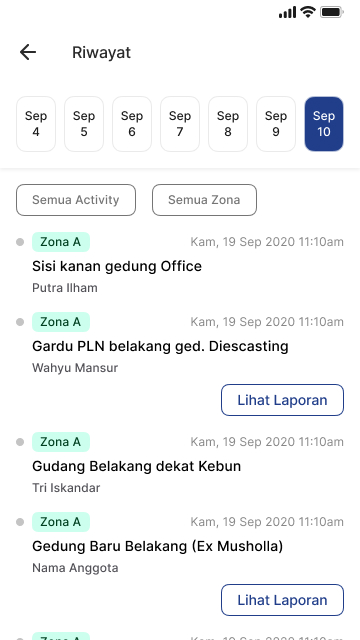 Riwayat
Sep Sep Sep Sep Sep Sep Sep
4 5 6 7 8 9 10
Semua Activity Semua Zona
Zona A Kam, 19 Sep 2020 11:10am
Sisi kanan gedung Office
Putra Ilham
Zona A Kam, 19 Sep 2020 11:10am
Gardu PLN belakang ged. Diescasting
Wahyu Mansur
Lihat Laporan
Zona A Kam, 19 Sep 2020 11:10am
Gudang Belakang dekat Kebun
Tri Iskandar
Zona A Kam, 19 Sep 2020 11:10am
Gedung Baru Belakang (Ex Musholla)
Nama Anggota
Lihat Laporan